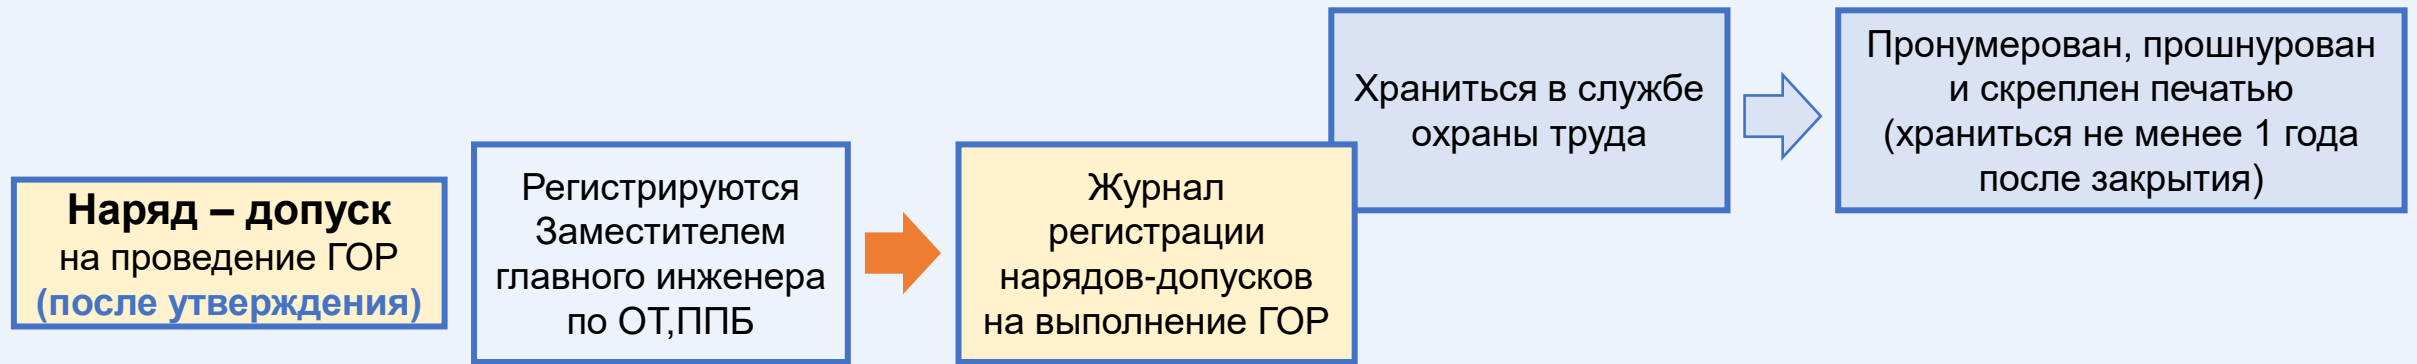 Наряд – допуск
на проведение ГОР
(после утверждения)
Регистрируются
Заместителем
главного инженера
по ОТ,ППБ
Журнал
регистрации
нарядов-допусков
на выполнение ГОР
Храниться в службе
охраны труда
Пронумерован, прошнурован
и скреплен печатью
(храниться не менее 1 года
после закрытия)